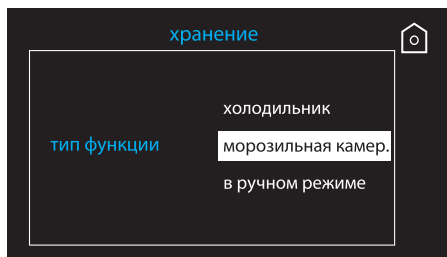 хранение
холодильник
тип функции
морозильная камер.
в ручном режиме